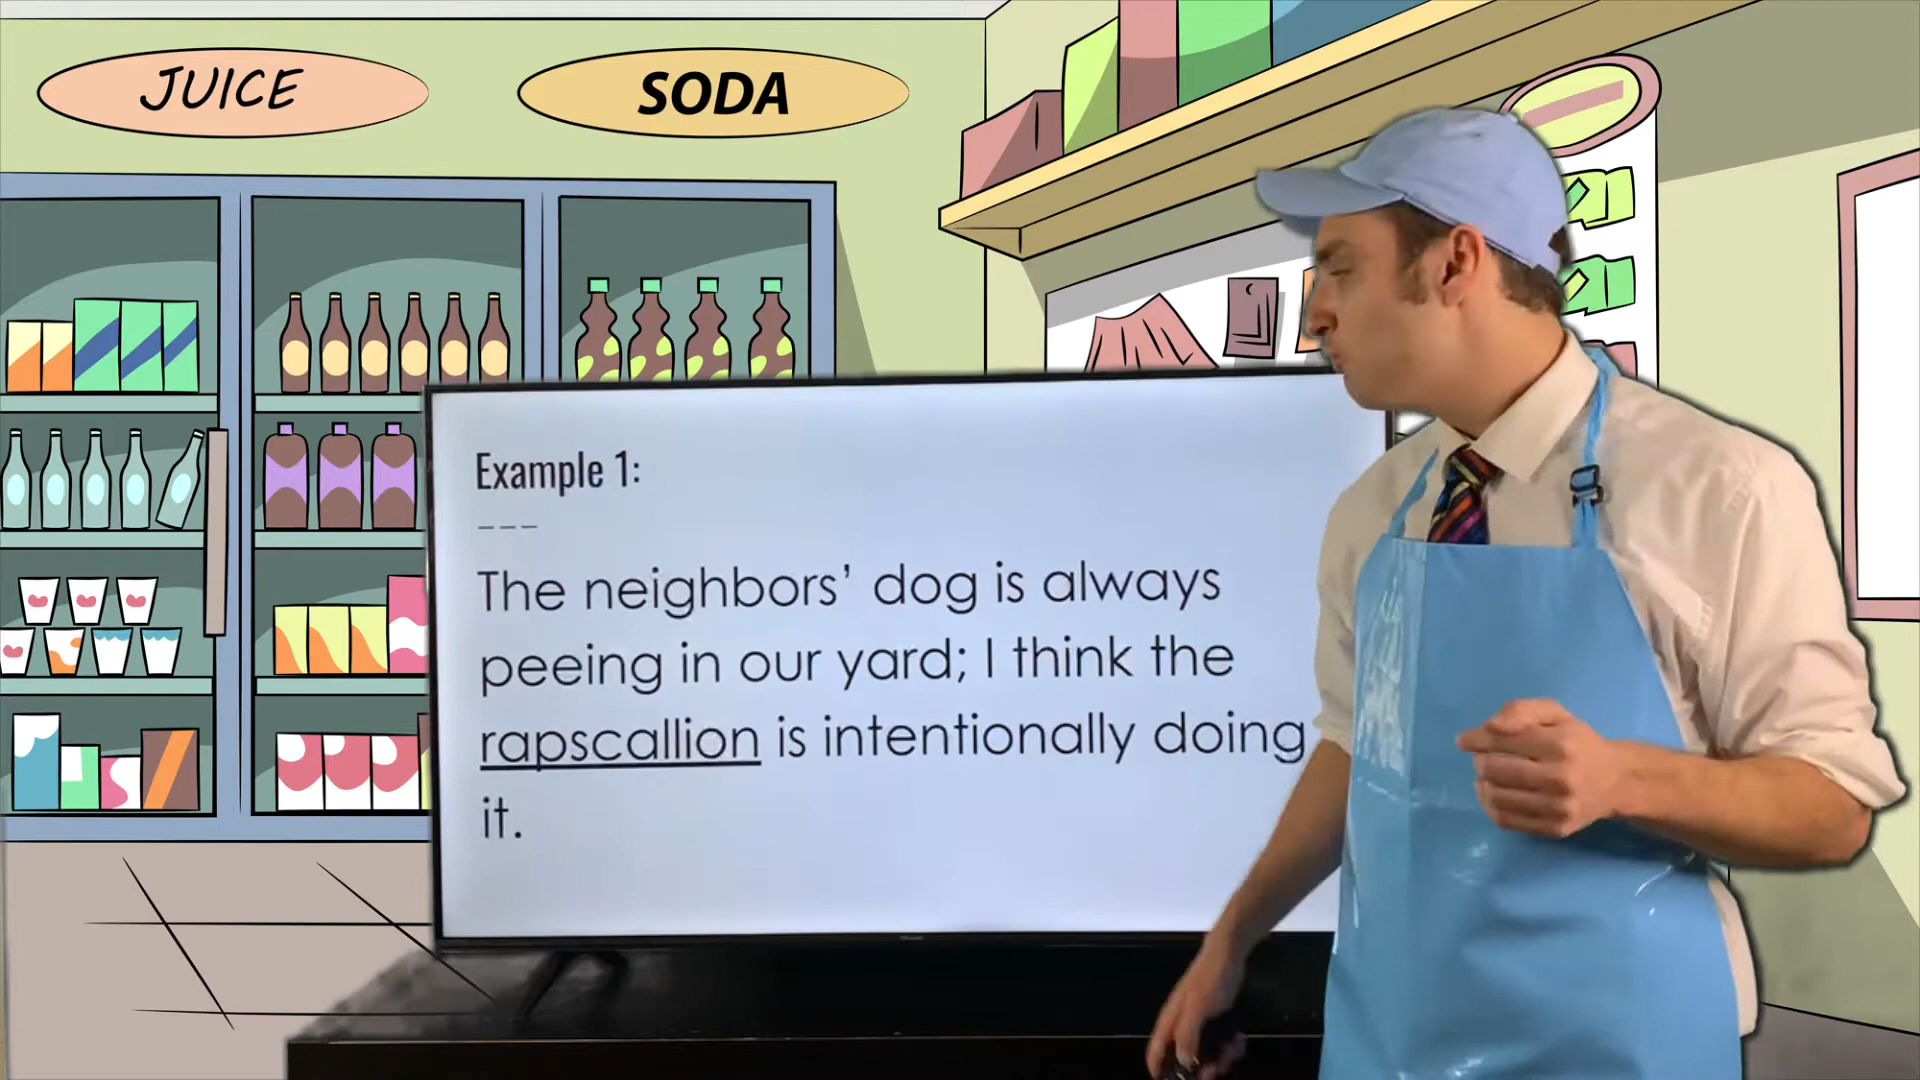 JUICE
SODA
Example 1:
---
The neighbors’ dog is always
peeing in our yard; I think the
rapscallion is intentionally doing
it.